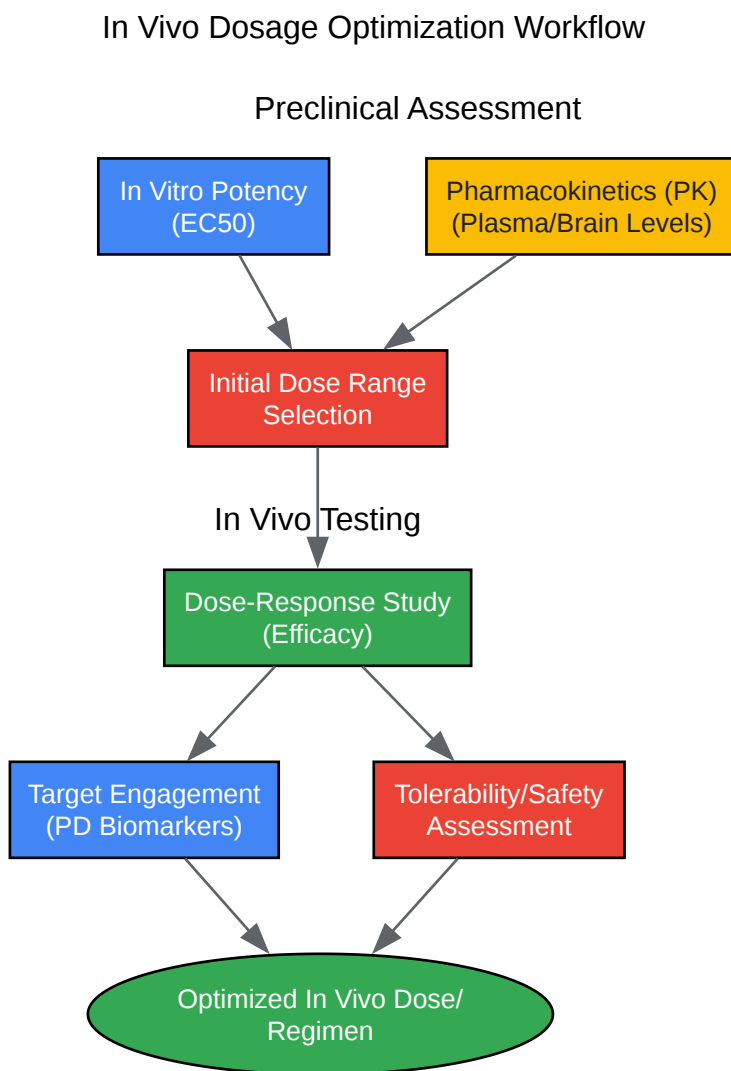 In Vivo Dosage Optimization Workflow
Preclinical Assessment
In Vitro Potency
(EC50)
Pharmacokinetics (PK)
(Plasma/Brain Levels)
Initial Dose Range
Selection
In Vivo Testing
Dose-Response Study
(Efficacy)
Target Engagement
(PD Biomarkers)
Tolerability/Safety
Assessment
Optimized In Vivo Dose/
Regimen